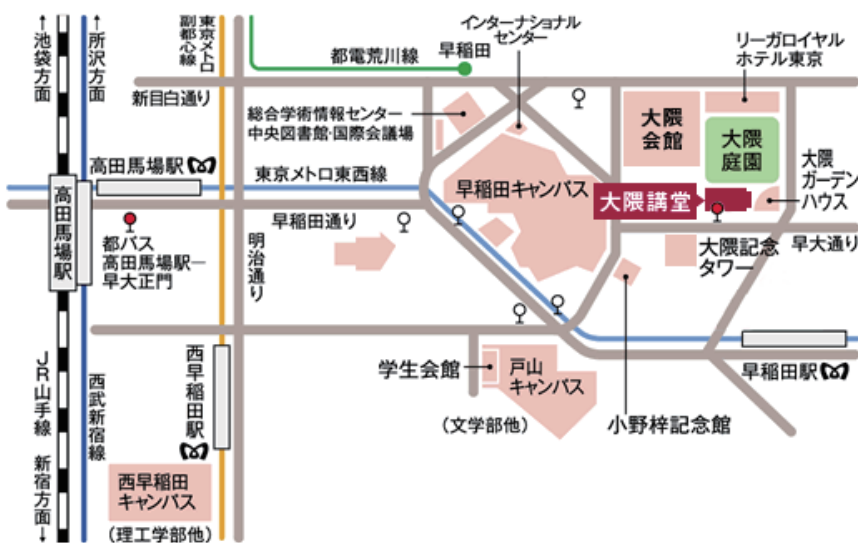 ←池袋方面
←所沢方面
東京メトロ
副都心線
都電荒川線
早稲田
インターナショナル
センター
リーガロイヤル
ホテル東京
新目白通り
総合学術情報センター
中央図書館・国際会議場
大隈
会館
大隈
庭園
大隈
ガーデン
ハウス
高田馬場駅
東京メトロ東西線
早稲田キャンパス
大隈講堂
高田馬場駅
都バス
高田馬場駅―
早大正門
早稲田通り
明治通り
大隈記念
タワー
早大通り
JR山手線 新宿方面→
西武新宿線
西早稲田駅
学生会館
戸山
キャンパス
(文学部他)
小野梓記念館
早稲田駅
西早稲田
キャンパス
(理工学部他)